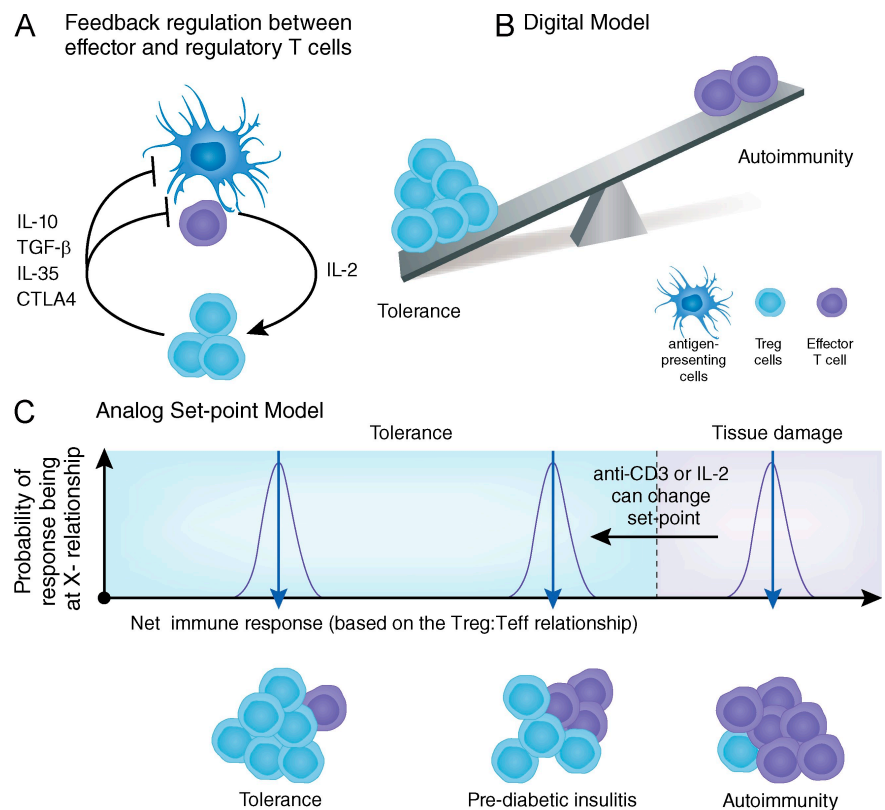 A
Feedback regulation between
effector and regulatory T cells
IL-10
TGF-β
IL-35
CTLA4
IL-2
B
Digital Model
Autoimmunity
Tolerance
antigen-
presenting
cells
Treg
cells
Effector
T cell
C
Analog Set-point Model
Tolerance
Tissue damage
Probability of
response being
at X- relationship
anti-CD3 or IL-2
can change
set-point
Net immune response (based on the Treg:Teff relationship)
Tolerance
Pre-diabetic insulitis
Autoimmunity